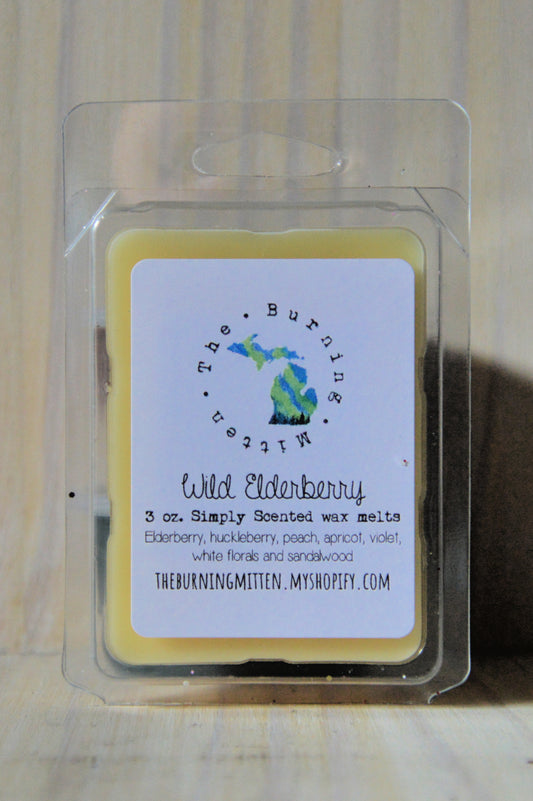 The • Burning • Mitten •
Wild Elderberry
3 oz. Simply Scented wax melts
Elderberry, huckleberry, peach, apricot, violet,
white florals and sandalwood
THEBURNINGMITTEN.MYSHOPIFY.COM